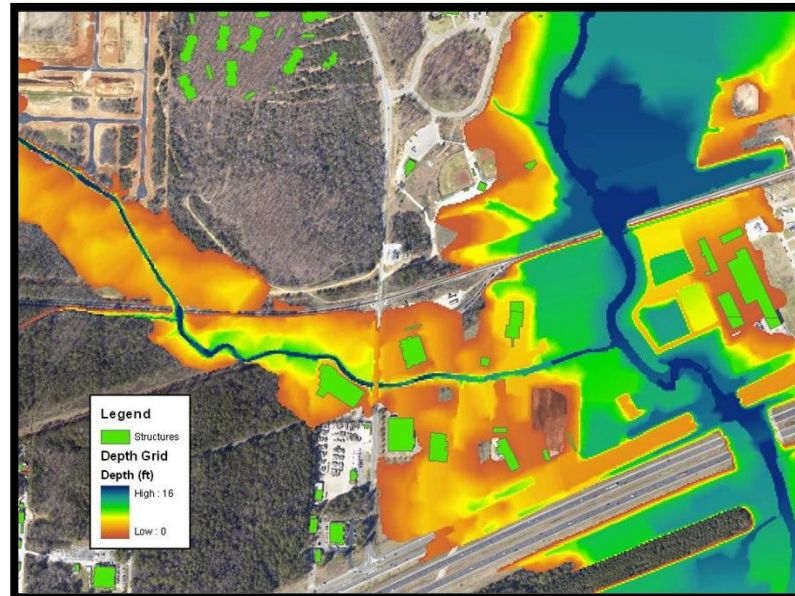 Legend
Structures
Depth Grid
Depth (ft)
High : 16
Low : 0